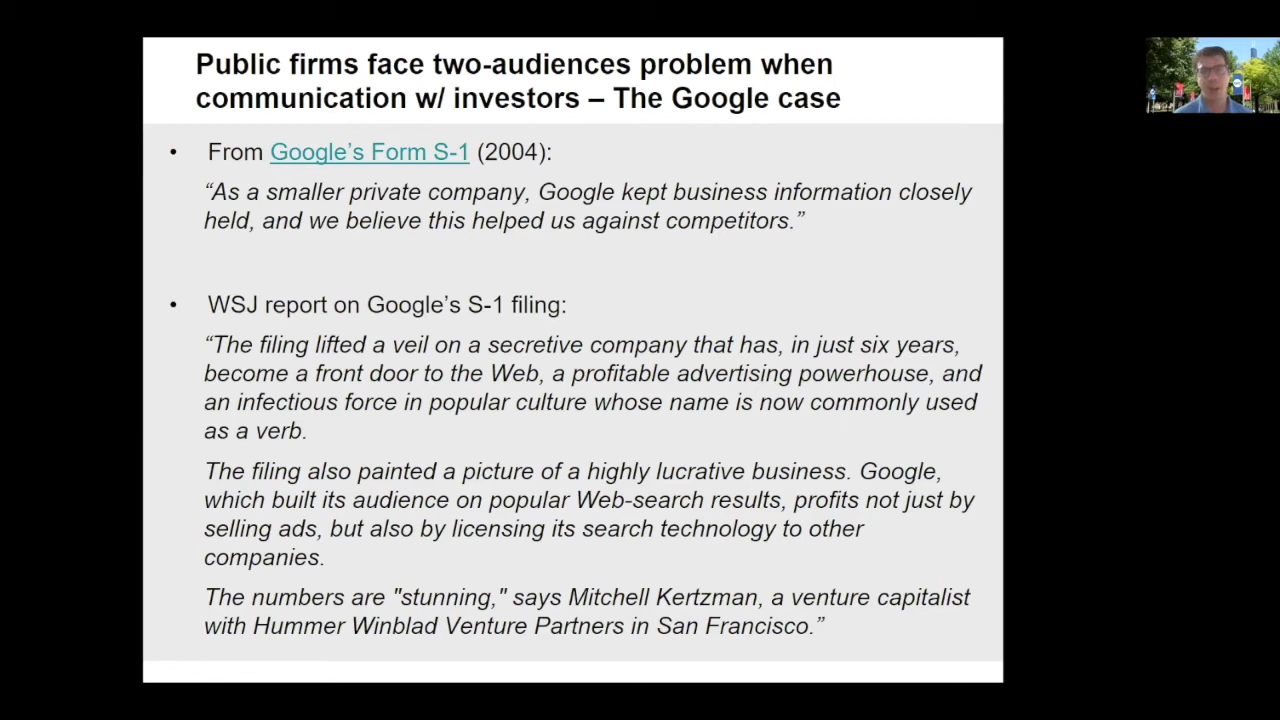 Public firms face two-audiences problem when
communication w/ investors – The Google case
• From Google’s Form S-1 (2004):
“As a smaller private company, Google kept business information closely
held, and we believe this helped us against competitors.”
• WSJ report on Google’s S-1 filing:
“The filing lifted a veil on a secretive company that has, in just six years,
become a front door to the Web, a profitable advertising powerhouse, and
an infectious force in popular culture whose name is now commonly used
as a verb.
The filing also painted a picture of a highly lucrative business. Google,
which built its audience on popular Web-search results, profits not just by
selling ads, but also by licensing its search technology to other
companies.
The numbers are "stunning," says Mitchell Kertzman, a venture capitalist
with Hummer Winblad Venture Partners in San Francisco.”